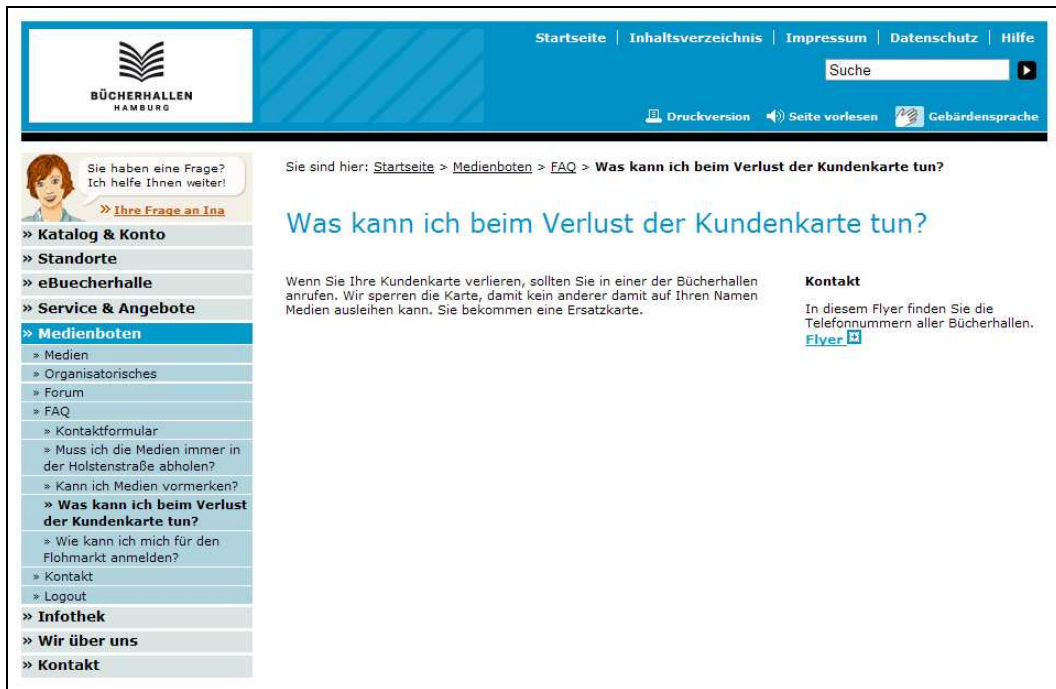 BÜCHERHALLEN
HAMBURG
Startseite | Inhaltsverzeichnis | Impressum | Datenschutz | Hilfe
Suche
Druckversion Seite vorlesen Gebärdensprache
Sie haben eine Frage?
Ich helfe Ihnen weiter!
» Ihre Frage an Ina
» Katalog & Konto
» Standorte
» eBuecherhalle
» Service & Angebote
» Medienboten
» Medien
» Organisatorisches
» Forum
» FAQ
» Kontaktformular
» Muss ich die Medien immer in
der Holstenstraße abholen?
» Kann ich Medien vormerken?
» Was kann ich beim Verlust
der Kundenkarte tun?
» Wie kann ich mich für den
Flohmarkt anmelden?
» Kontakt
» Logout
» Infothek
» Wir über uns
» Kontakt
Sie sind hier: Startseite > Medienboten > FAQ > Was kann ich beim Verlust der Kundenkarte tun?
Was kann ich beim Verlust der Kundenkarte tun?
Wenn Sie Ihre Kundenkarte verlieren, sollten Sie in einer der Bücherhallen
anrufen. Wir sperren die Karte, damit kein anderer damit auf Ihren Namen
Medien ausleihen kann. Sie bekommen eine Ersatzkarte.
Kontakt
In diesem Flyer finden Sie die
Telefonnummern aller Bücherhallen.
Flyer